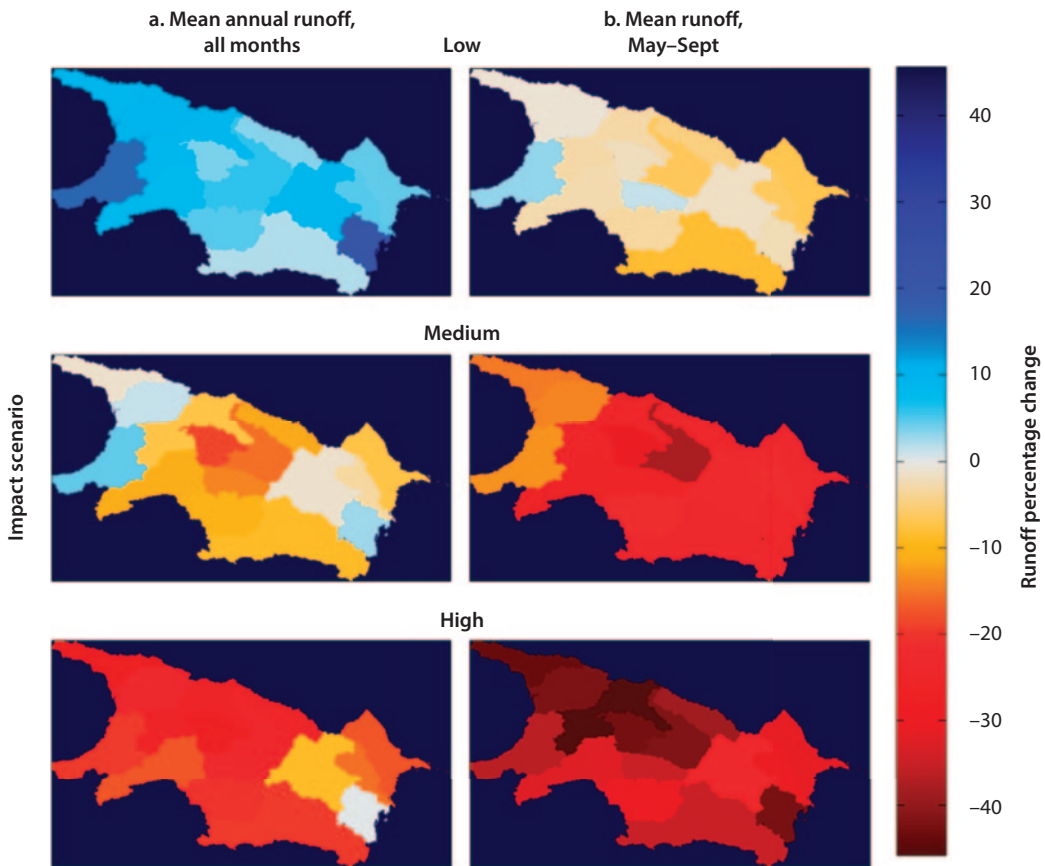 a. Mean annual runoff,
all months
b. Mean runoff,
May–Sept
Low
Medium
High
Impact scenario
40
30
20
10
0
–10
–20
–30
–40
Runoff percentage change